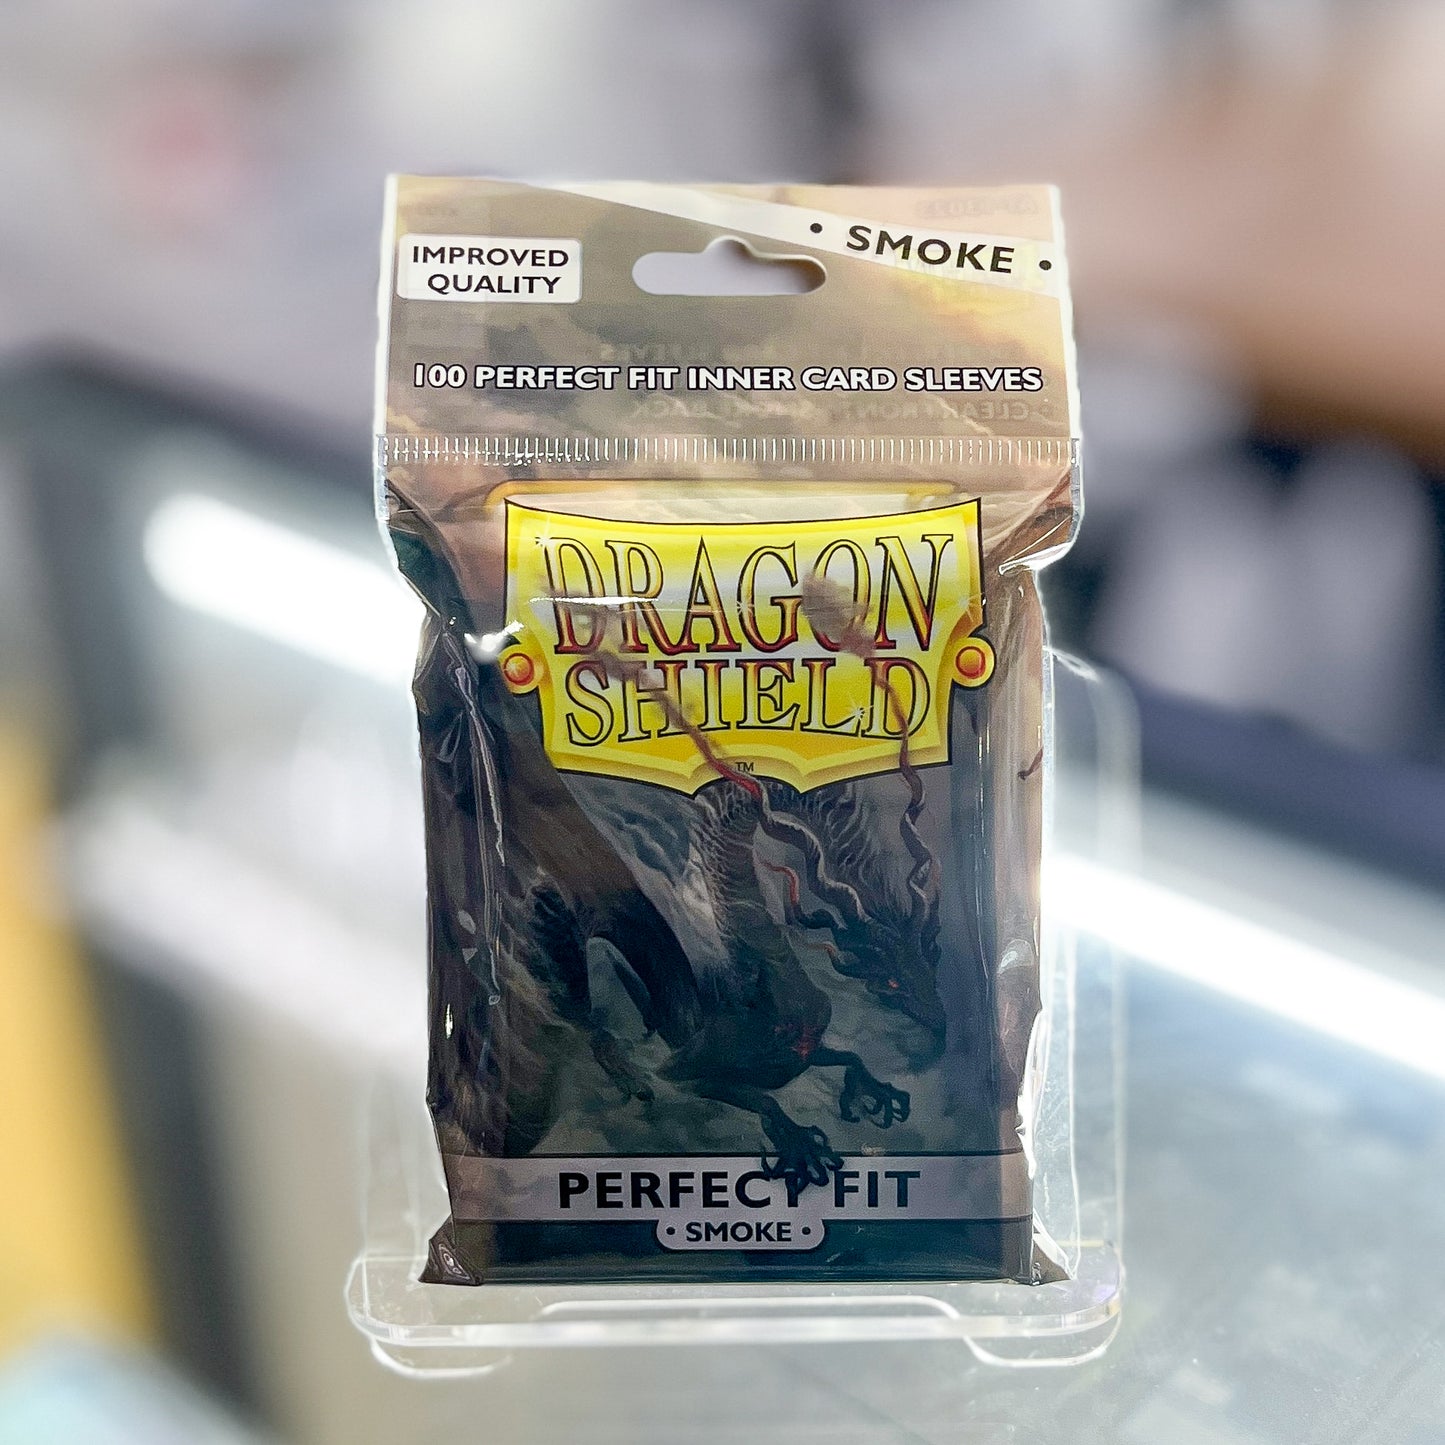 • SMOKE •
IMPROVED
QUALITY
100 PERFECT FIT INNER CARD SLEEVES
DRAGON
SHIELD
TM
PERFECT FIT
• SMOKE •